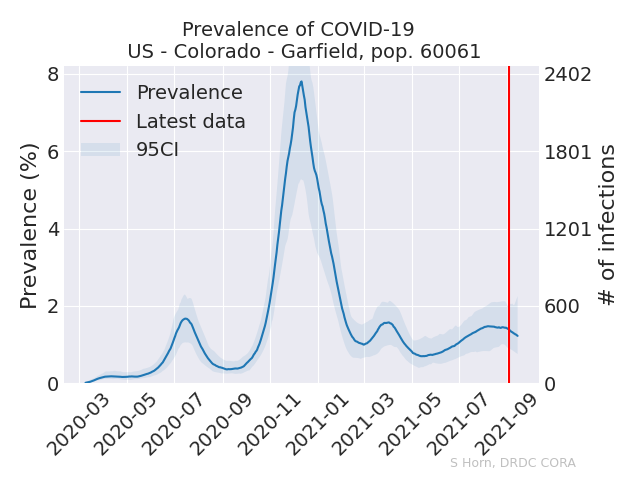 Prevalence of COVID-19
US - Colorado - Garfield, pop. 60061
Prevalence
Latest data
95CI
Prevalence (%)
8
6
4
2
0
2402
1801
1201
600
0
# of infections
2020-03
2020-05
2020-07
2020-09
2020-11
2021-01
2021-03
2021-05
2021-07
2021-09
S Horn, DRDC CORA